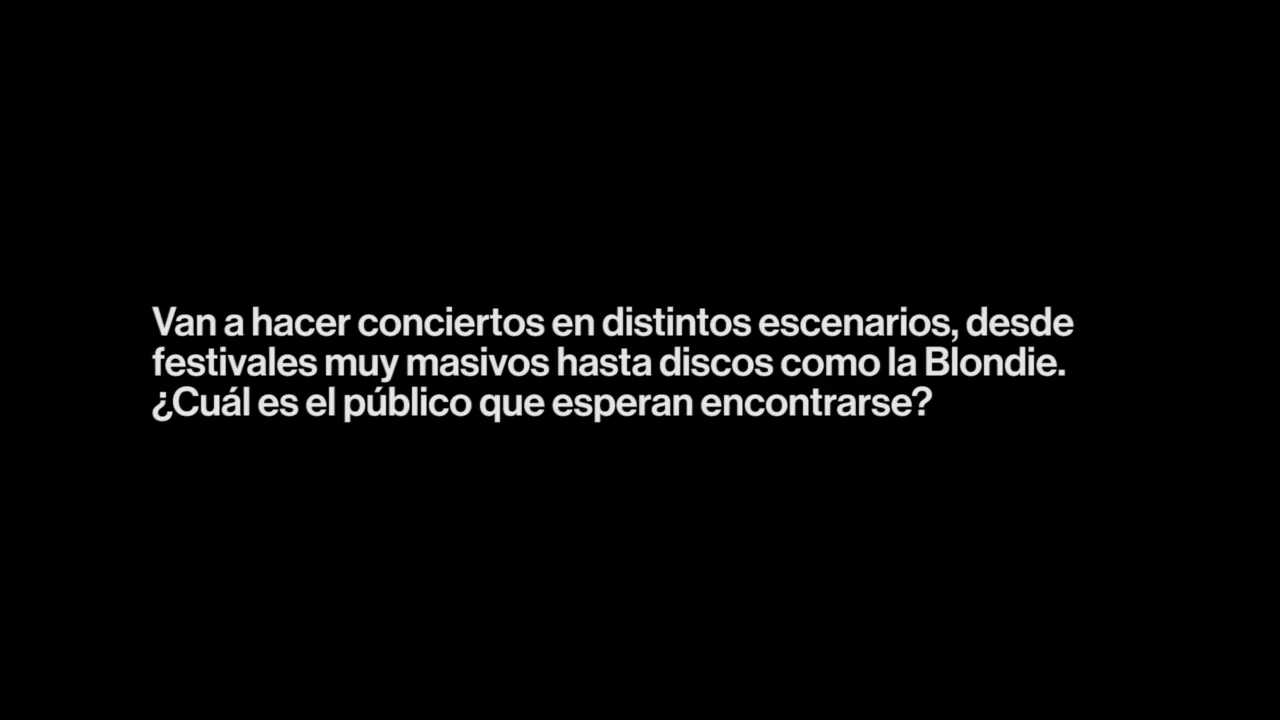 Van a hacer conciertos en distintos escenarios, desde
festivales muy masivos hasta discos como la Blondie.
¿Cuál es el público que esperan encontrarse?